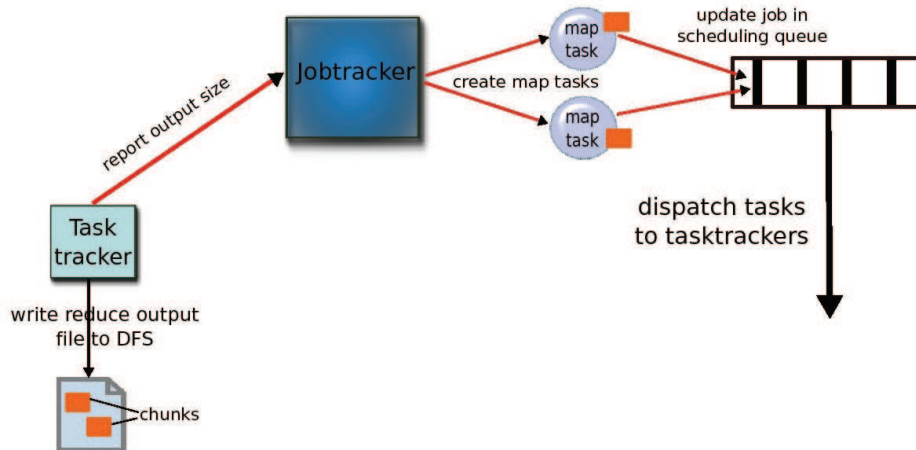 report output size
Jobtracker
create map tasks
map
task
map
task
update job in
scheduling queue
dispatch tasks
to tasktrackers
Task
tracker
write reduce output
file to DFS
chunks